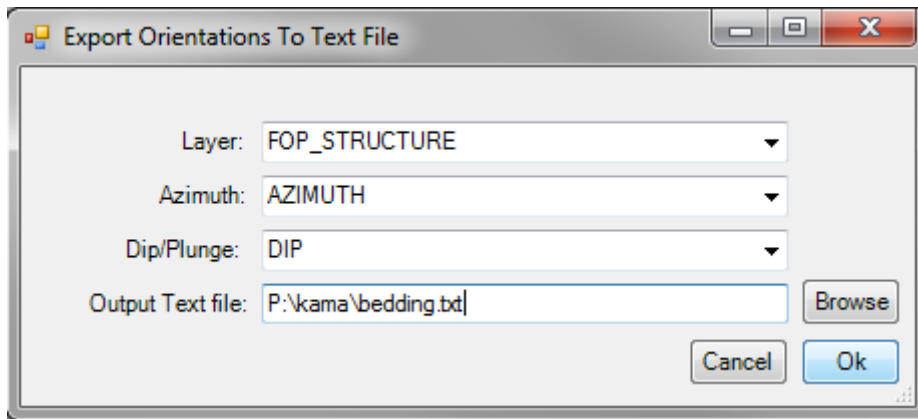 Export Orientations To Text File
Layer: FOP_STRUCTURE
Azimuth: AZIMUTH
Dip/Plunge: DIP
Output Text file: P:\kama\bedding.txt Browse
Cancel Ok